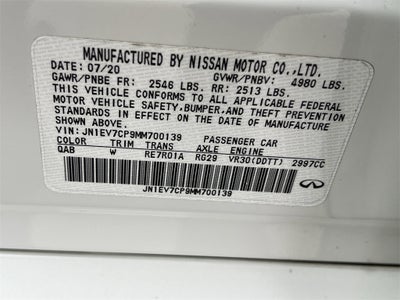 MANUFACTURED BY NISSAN MOTOR CO.,LTD.
DATE: 07/20 GVWR/PNBV: 4980 LBS.
GAWR/PNBE FR: 2546 LBS. RR: 2513 LBS.
THIS VEHICLE CONFORMS TO ALL APPLICABLE FEDERAL
MOTOR VEHICLE SAFETY,BUMPER,AND THEFT PREVENTION
STANDARDS IN EFFECT ON THE DATE OF MANUFACTURE
SHOWN ABOVE.
VIN: JN1EV7CP9MM700139 PASSENGER CAR
COLOR TRIM TRANS AXLE ENGINE
QAB W RE7R01A RG29 VR30(DDTT) 2997CC
JN1EV7CP9MM700139